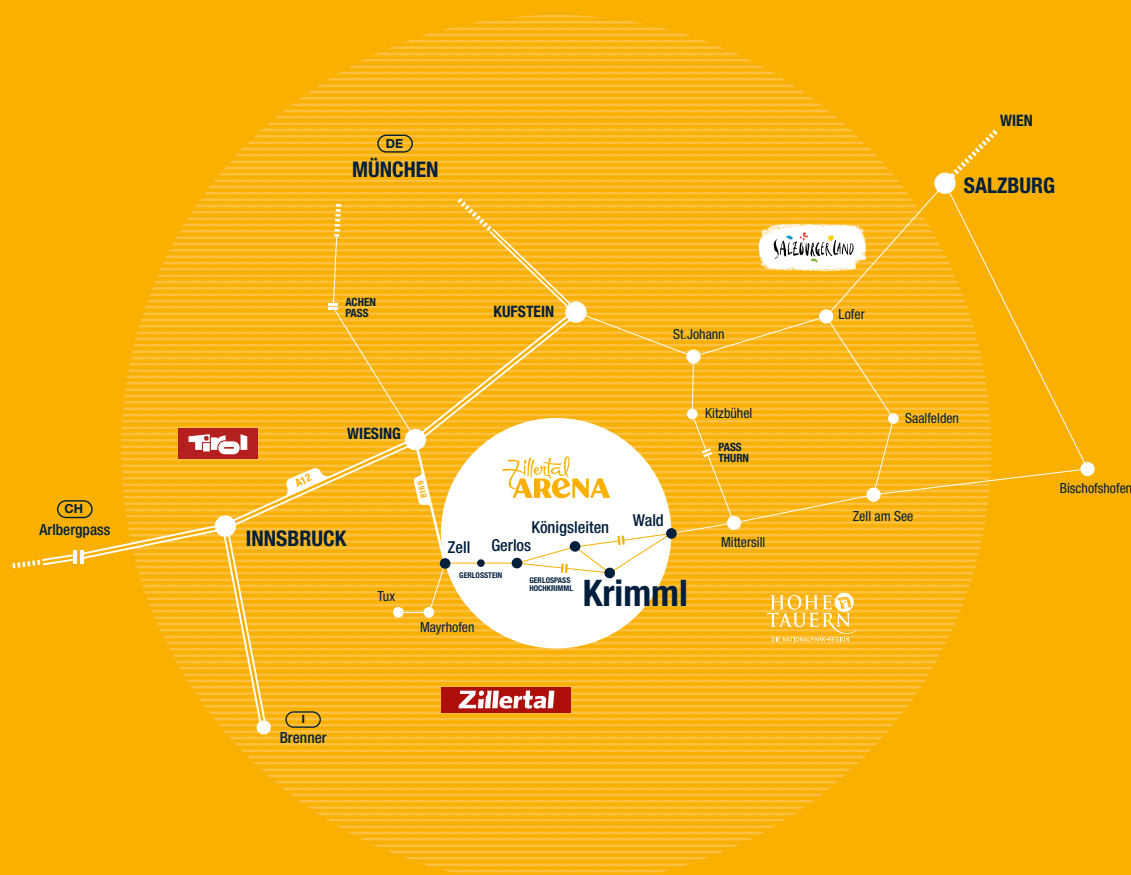 WIEN
DE
MÜNCHEN
SALZBURG
SALZBURGERLAND
ACHEN
PASS
KUFSTEIN
Lofer
St.Johann
Kitzbühel
Saalfelden
WIESING
Tirol
PASS
THURN
Zillertal
ARENA
A12
B169
Bischofshofen
CH
Arlbergpass
Zell am See
INNSBRUCK
Königsleiten
Wald
Mittersill
Zell
Gerlos
GERLOSSTEIN
GERLOSPASS
HOCHKRIMML
Krimml
Tux
Mayrhofen
HOHE
TAUERN
DIE NATIONALPARK-REGION
Zillertal
I
Brenner